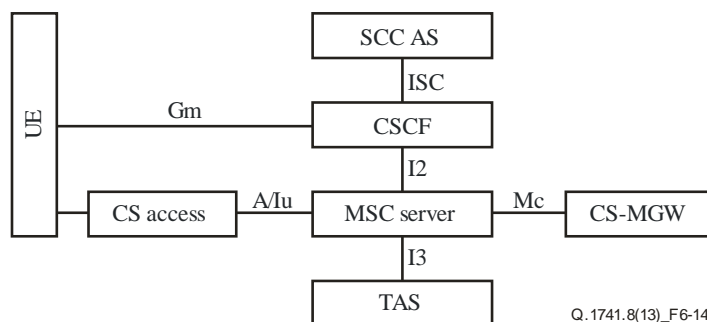 SCC AS
ISC
UE
Gm
CSCF
I2
CS access
A/Iu
MSC server
Mc
CS-MGW
I3
TAS
Q.1741.8(13)_F6-14